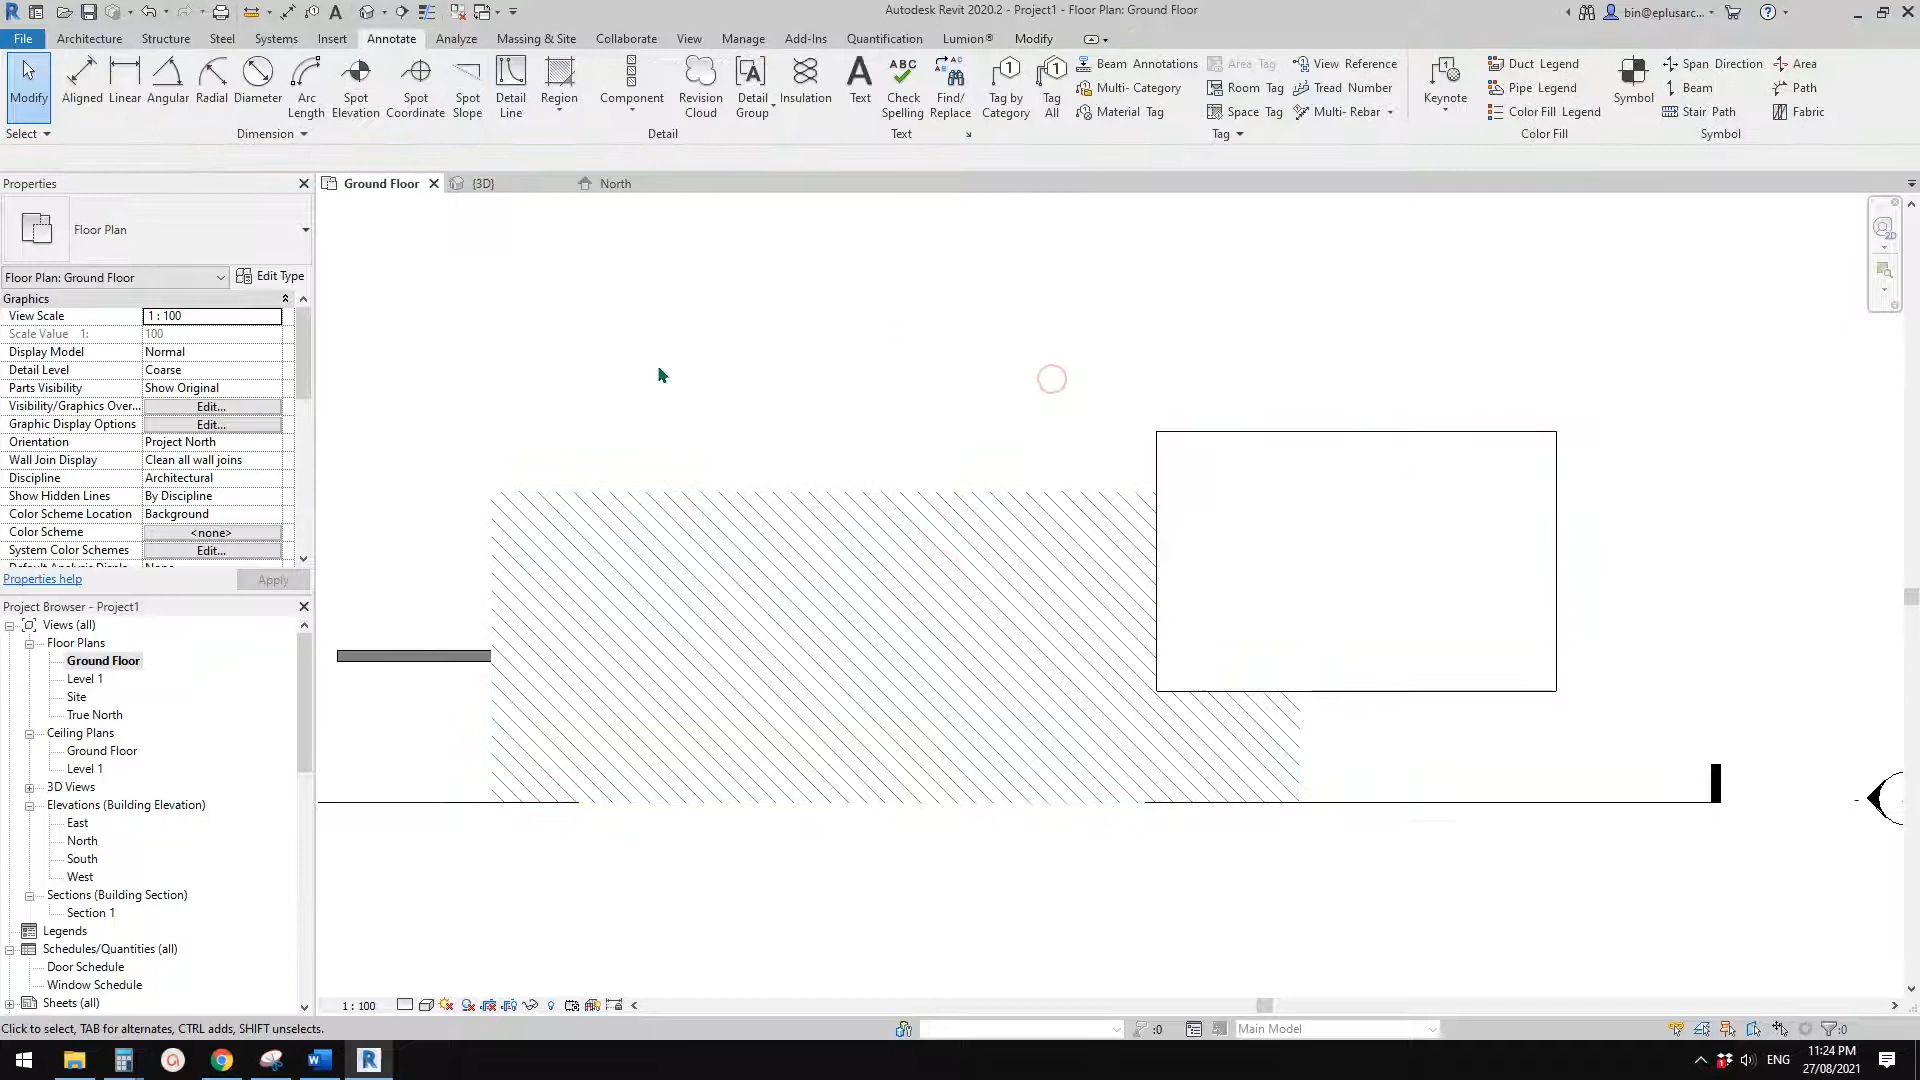 Autodesk Revit 2020.2 - Project1 - Floor Plan: Ground Floor
bin@eplusarc...
File Architecture Structure Steel Systems Insert Annotate Analyze Massing & Site Collaborate View Manage Add-Ins Quantification Lumion® Modify
Modify
Aligned Linear Angular Radial Diameter
Arc Length
Spot Elevation
Spot Coordinate
Spot Slope
Detail Line
Region
Component
Revision Cloud
Detail Group
Insulation
Text
ABC
Check Spelling
Find/ Replace
Tag by Category
Tag All
Beam Annotations
Multi- Category
Material Tag
Area Tag
Room Tag
Space Tag
View Reference
Tread Number
Multi- Rebar
Keynote
Duct Legend
Pipe Legend
Color Fill Legend
Symbol
Span Direction
Beam
Stair Path
Area
Path
Fabric
Select Dimension Detail Text Tag Color Fill Symbol
Properties
Ground Floor {3D} North
Floor Plan
Floor Plan: Ground Floor Edit Type
Graphics
View Scale 1 : 100
Scale Value 1: 100
Display Model Normal
Detail Level Coarse
Parts Visibility Show Original
Visibility/Graphics Over... Edit...
Graphic Display Options Edit...
Orientation Project North
Wall Join Display Clean all wall joins
Discipline Architectural
Show Hidden Lines By Discipline
Color Scheme Location Background
Color Scheme <none>
System Color Schemes Edit...
Properties help Apply
Project Browser - Project1
Views (all)
Floor Plans
Ground Floor
Level 1
Site
True North
Ceiling Plans
Ground Floor
Level 1
3D Views
Elevations (Building Elevation)
East
North
South
West
Sections (Building Section)
Section 1
Legends
Schedules/Quantities (all)
Door Schedule
Window Schedule
Sheets (all)
2D
1 : 100
Click to select, TAB for alternates, CTRL adds, SHIFT unselects.
:0
Main Model
:0
ENG
11:24 PM
27/08/2021